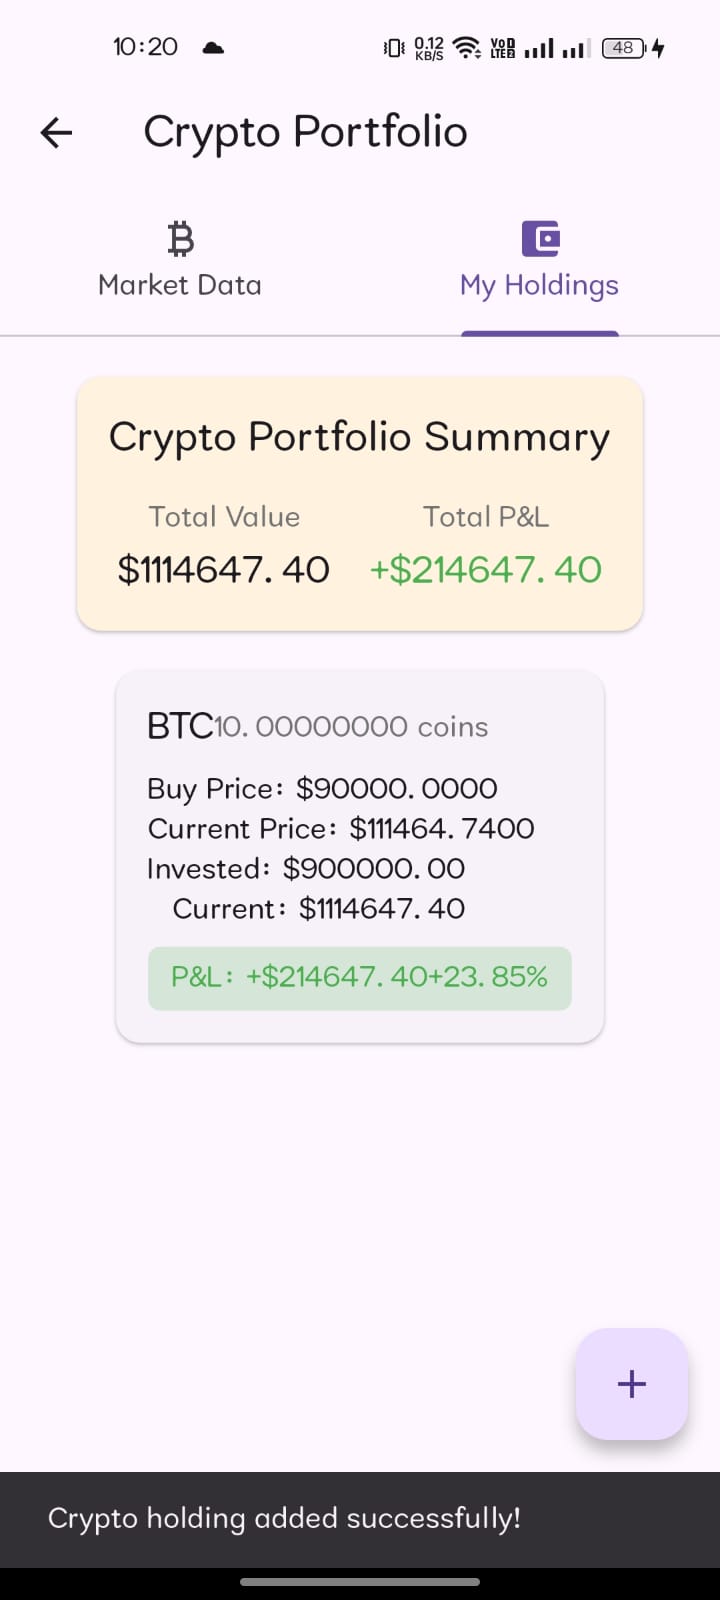 10:20 0.12 KB/S VoD LTE2 48
Crypto Portfolio
Market Data My Holdings
Crypto Portfolio Summary
Total Value Total P&L
$1114647.40 +$214647.40
BTC10.00000000 coins
Buy Price: $90000.0000
Current Price: $111464.7400
Invested: $900000.00
Current: $1114647.40
P&L: +$214647.40+23.85%
Crypto holding added successfully!